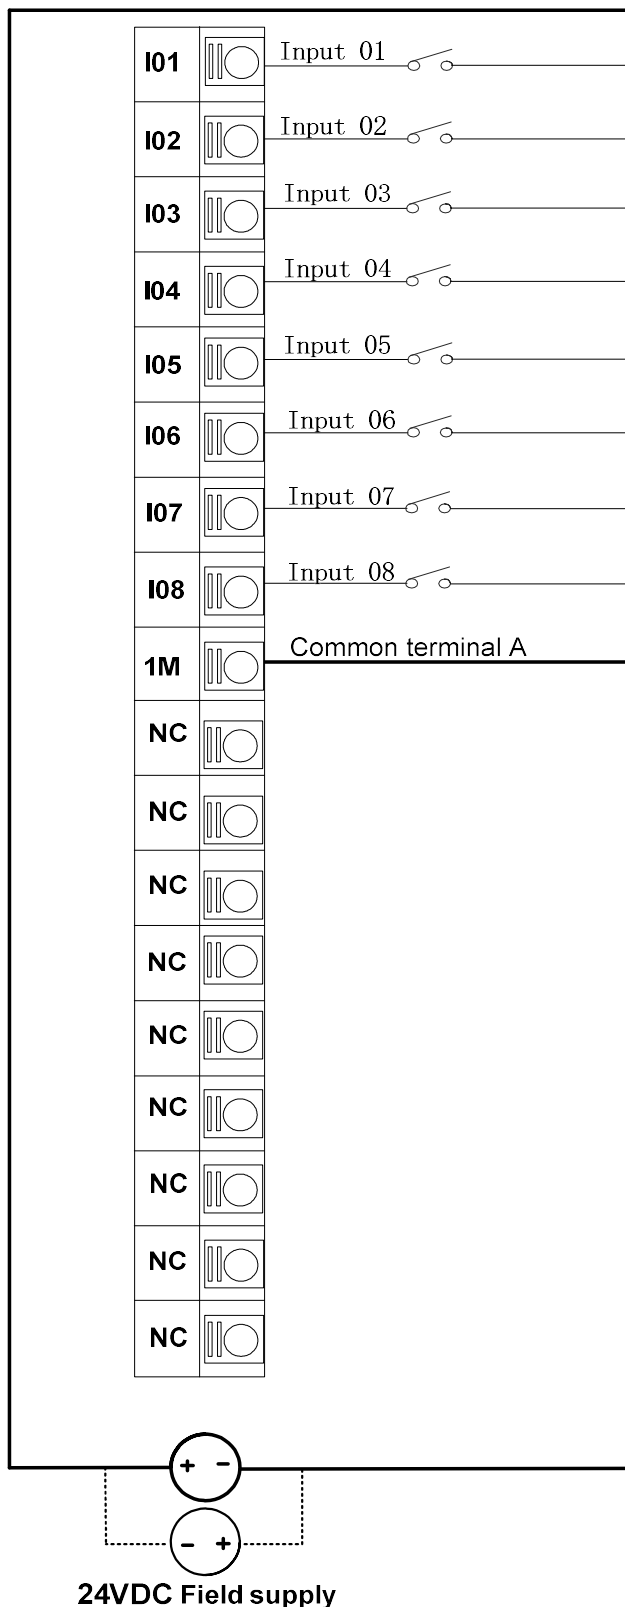 I01 Input 01
I02 Input 02
I03 Input 03
I04 Input 04
I05 Input 05
I06 Input 06
I07 Input 07
I08 Input 08
1M Common terminal A
NC
NC
NC
NC
NC
NC
NC
NC
NC
+ -
- +
24VDC Field supply